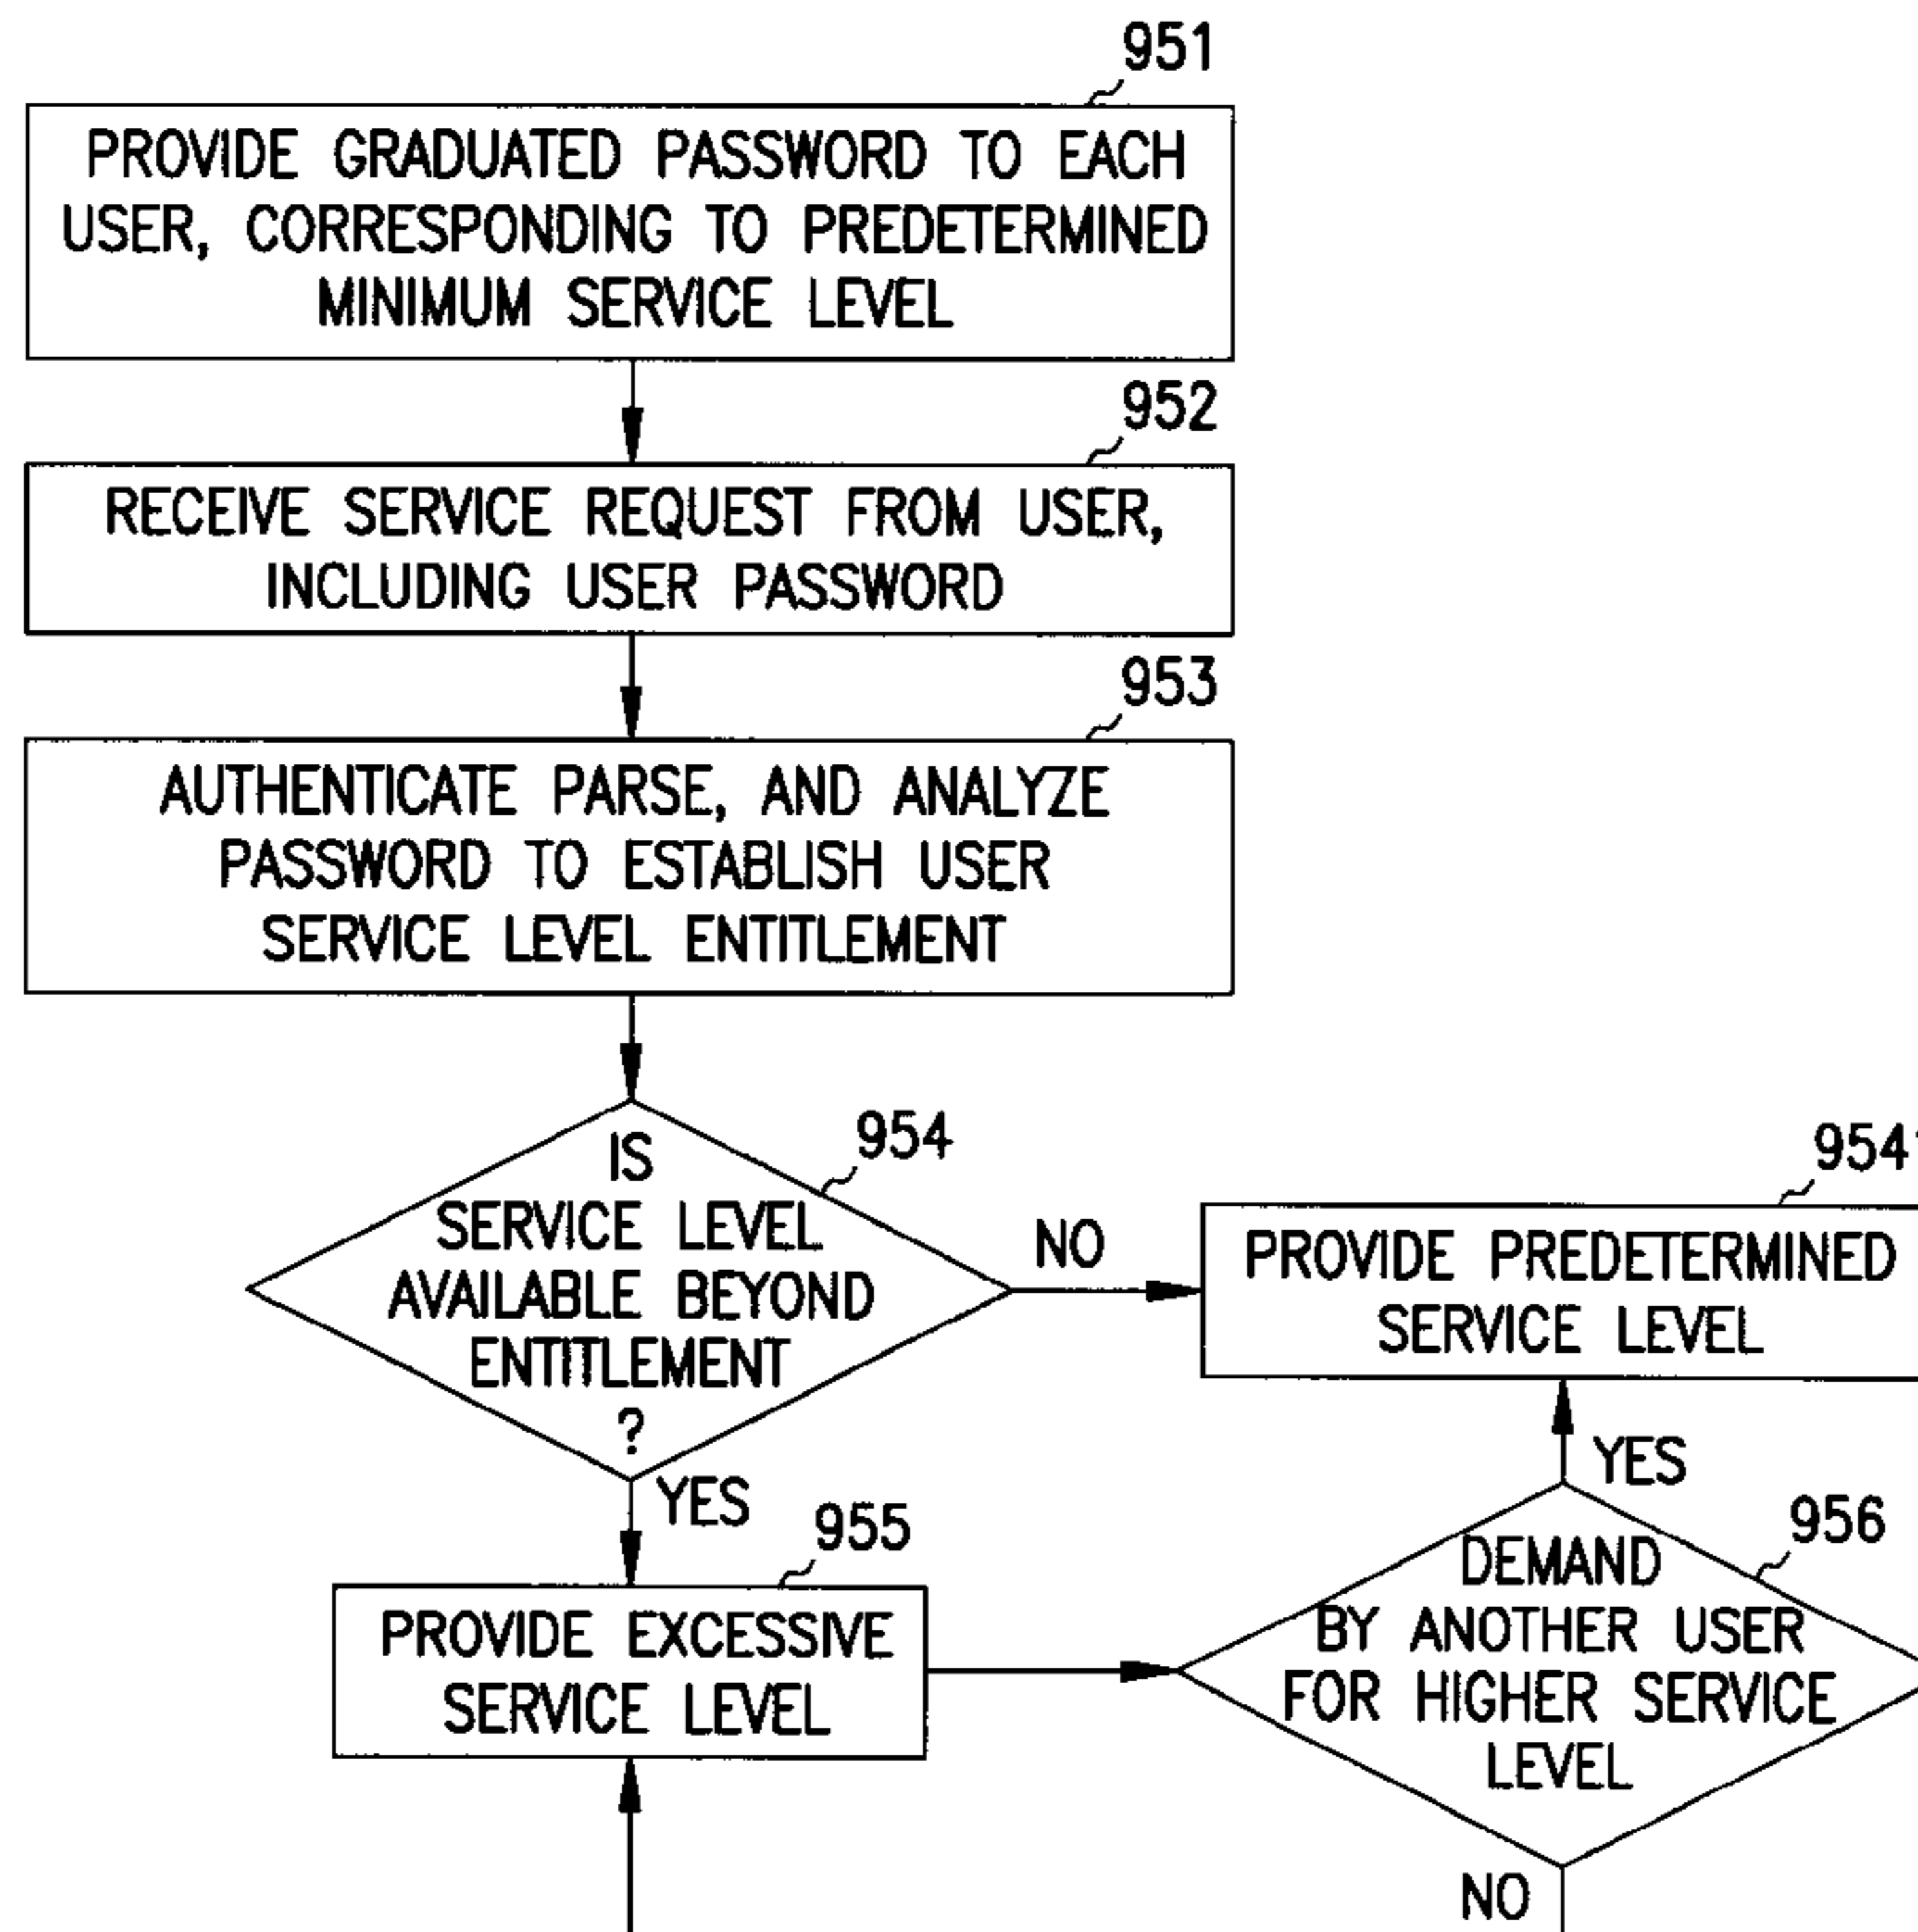 951
PROVIDE GRADUATED PASSWORD TO EACH
USER, CORRESPONDING TO PREDETERMINED
MINIMUM SERVICE LEVEL
952
RECEIVE SERVICE REQUEST FROM USER,
INCLUDING USER PASSWORD
953
AUTHENTICATE PARSE, AND ANALYZE
PASSWORD TO ESTABLISH USER
SERVICE LEVEL ENTITLEMENT
954
IS
SERVICE LEVEL
AVAILABLE BEYOND
ENTITLEMENT
?
NO
954'
PROVIDE PREDETERMINED
SERVICE LEVEL
YES
955
PROVIDE EXCESSIVE
SERVICE LEVEL
YES
956
DEMAND
BY ANOTHER USER
FOR HIGHER SERVICE
LEVEL
NO